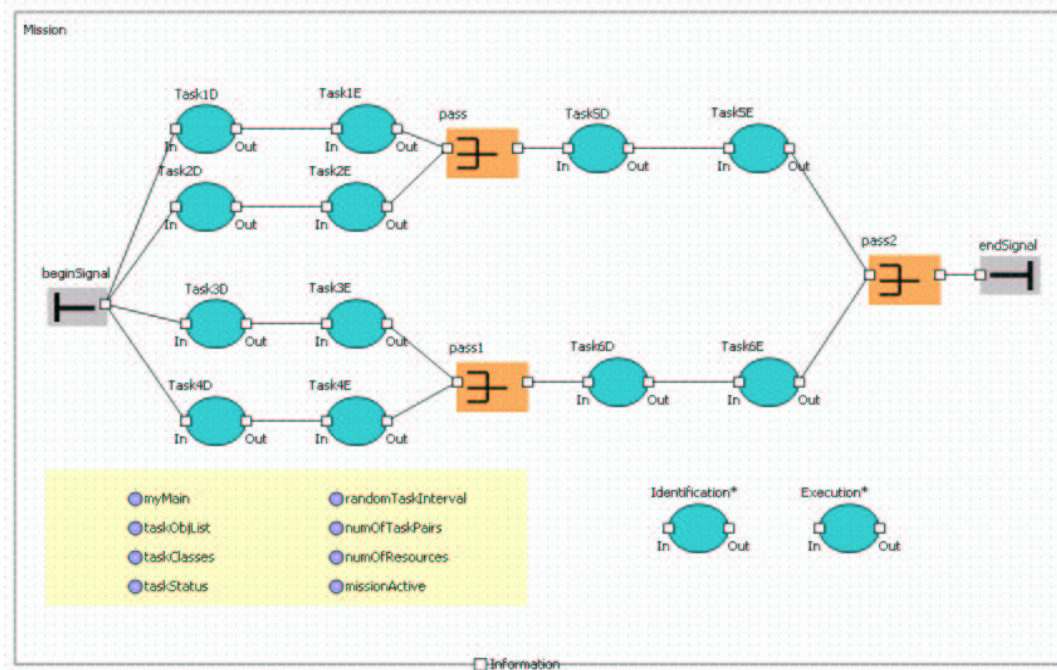 Mission
Task1D
Task1E
pass
Task5D
Task5E
In
Out
In
Out
In
Out
In
Out
Task2D
Task2E
In
Out
In
Out
pass2
endSignal
beginSignal
Task3D
Task3E
In
Out
In
Out
pass1
Task6D
Task6E
Task4D
Task4E
In
Out
In
Out
In
Out
In
Out
myMain
randomTaskInterval
taskObjList
numOfTaskPairs
taskClasses
numOfResources
taskStatus
missionActive
Identification*
Execution*
In
Out
In
Out
Information